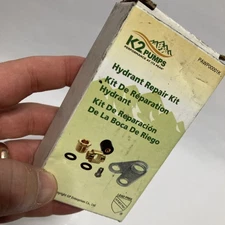 K2
PUMPS
Hydrant Repair Kit
Kit De Réparation
Hydrant
Kit De Reparación
De La Boca De Riego